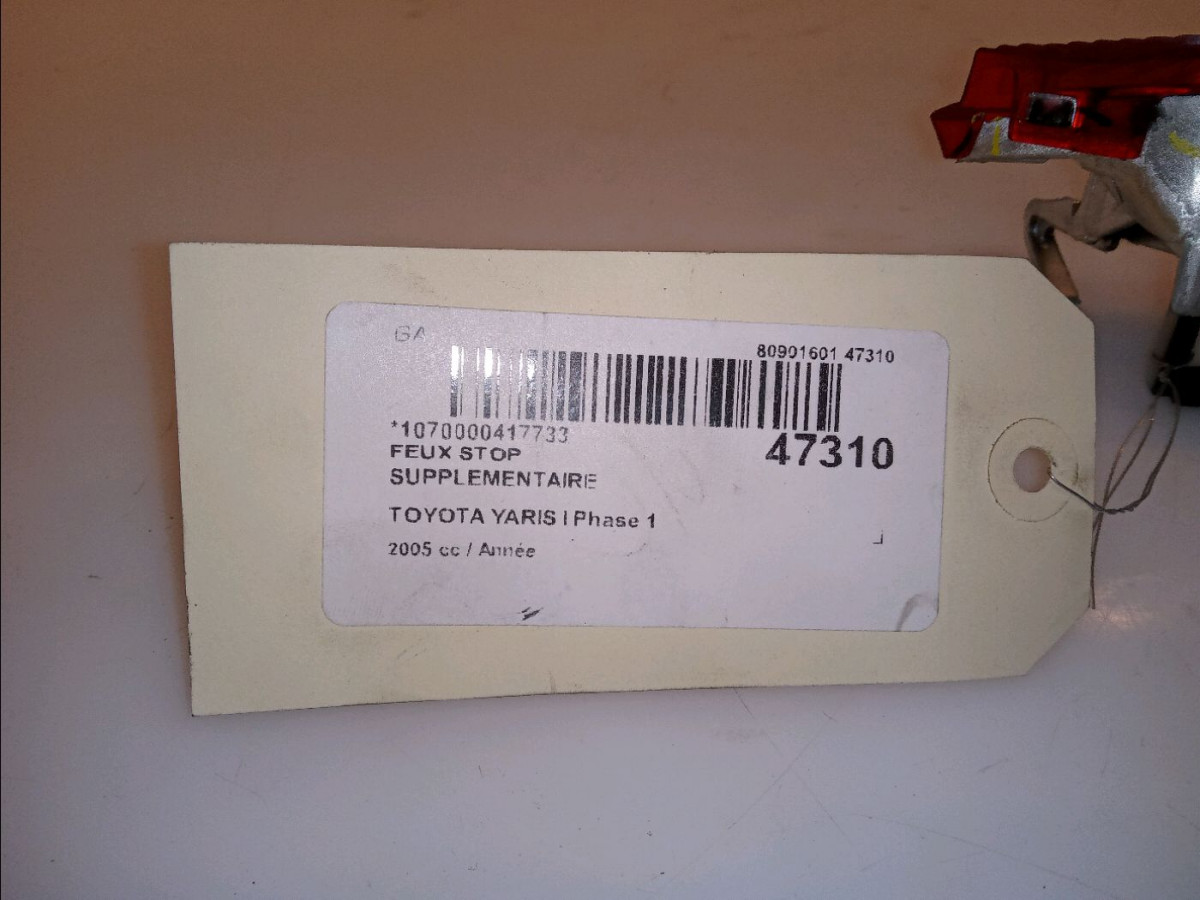 GA
80901601 47310
*1070000417733
47310
FEUX STOP
SUPPLEMENTAIRE
TOYOTA YARIS I Phase 1
2005 cc / Année